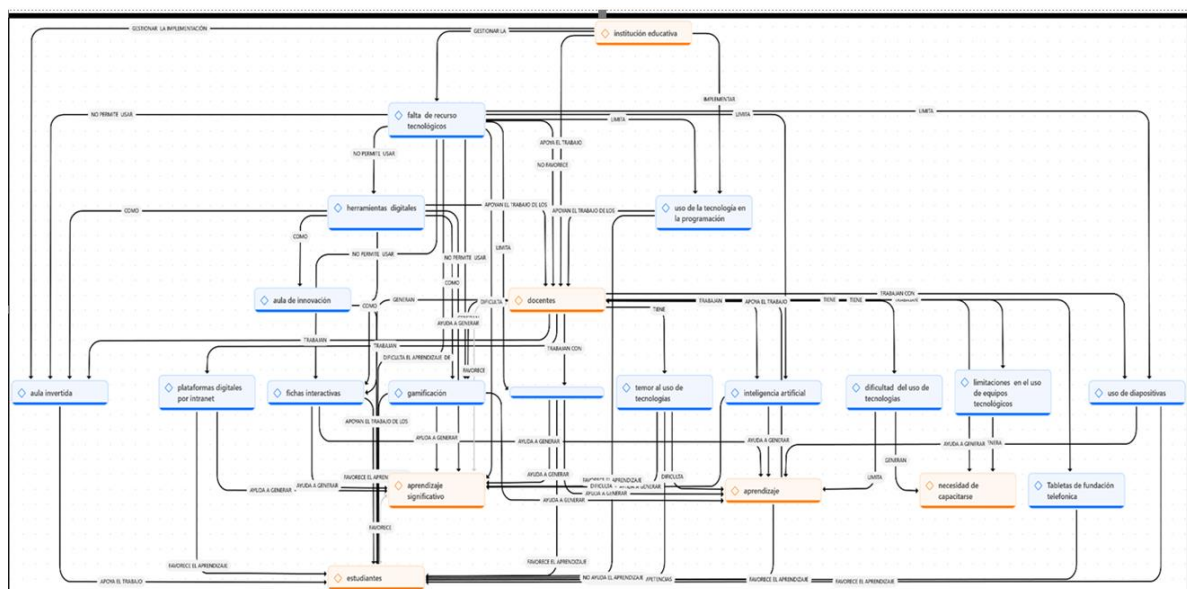 GESTIONAR LA IMPLEMENTACIÓN
GESTIONAR LA
institución educativa
IMPLEMENTAR
NO PERMITE USAR
falta de recurso
tecnológicos
LIMITA
LIMITA
LIMITA
APOYA EL TRABAJO
NO PERMITE USAR
NO FAVORECE
COMO
herramientas digitales
APOYAN EL TRABAJO DE LOS
APOYAN EL TRABAJO DE LOS
uso de la tecnología en
la programación
COMO
LIMITA
NO PERMITE USAR
NO PERMITE USAR
COMO
aula de innovación
COMO
GENERAN
DIFICULTA
docentes
TRABAJAN CON
TRABAJAN
APOYA EL TRABAJO
TIENE
TIENE
TIENE
AYUDA A GENERAR
TRABAJAN
TRABAJAN
TRABAJAN CON
DIFICULTA EL APRENDIZAJE DE
FAVORECE
aula invertida
plataformas digitales
por intranet
fichas interactivas
gamificación
temor al uso de
tecnologías
inteligencia artificial
dificultad del uso de
tecnologías
limitaciones en el uso
de equipos
tecnológicos
uso de diapositivas
APOYAN EL TRABAJO DE LOS
AYUDA A GENERAR
AYUDA A GENERAR
AYUDA A GENERAR
AYUDA A GENERAR
AYUDA A GENERAR
GENERAN
AYUDA A GENERAR
DIFICULTA
LIMITA
AYUDA A GENERAR
AYUDA A GENERAR
aprendizaje
significativo
AYUDA A GENERAR
AYUDA A GENERAR
aprendizaje
necesidad de
capacitarse
Tabletas de fundación
telefonica
FAVORECE
FAVORECE EL APRENDIZAJE
FAVORECE EL APRENDIZAJE
APOYA EL TRABAJO
estudiantes
NO AYUDA EL APRENDIZAJE
FAVORECE EL APRENDIZAJE
FAVORECE EL APRENDIZAJE